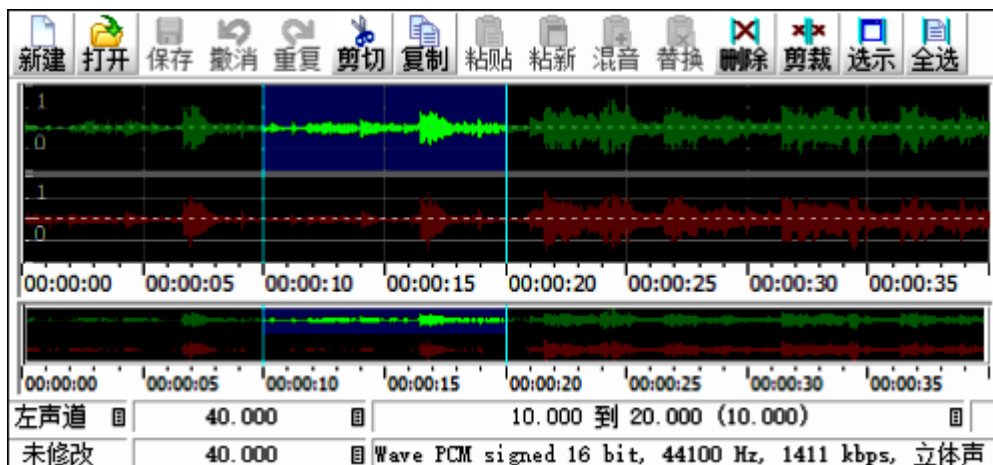 新建 打开 保存 撤消 重复 剪切 复制 粘贴 粘新 混音 替换 删除 剪裁 选示 全选
1
0
1
0
00:00:00 00:00:05 00:00:10 00:00:15 00:00:20 00:00:25 00:00:30 00:00:35
00:00:00 00:00:05 00:00:10 00:00:15 00:00:20 00:00:25 00:00:30 00:00:35
左声道 40.000 10.000 到 20.000 (10.000)
未修改 40.000 Wave PCM signed 16 bit, 44100 Hz, 1411 kbps, 立体声